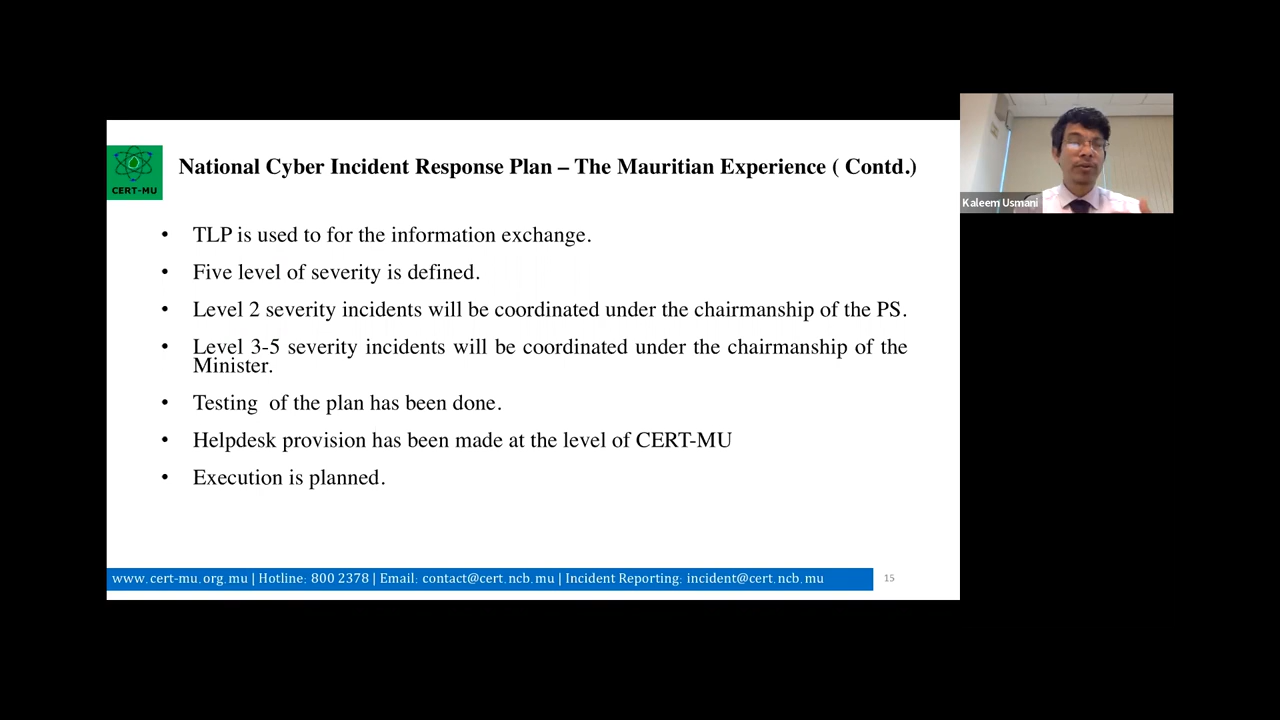 National Cyber Incident Response Plan – The Mauritian Experience ( Contd.)
CERT-MU
Kaleem Usmani
• TLP is used to for the information exchange.
• Five level of severity is defined.
• Level 2 severity incidents will be coordinated under the chairmanship of the PS.
• Level 3-5 severity incidents will be coordinated under the chairmanship of the
Minister.
• Testing of the plan has been done.
• Helpdesk provision has been made at the level of CERT-MU
• Execution is planned.
www.cert-mu.org.mu | Hotline: 800 2378 | Email: contact@cert.ncb.mu | Incident Reporting: incident@cert.ncb.mu
15